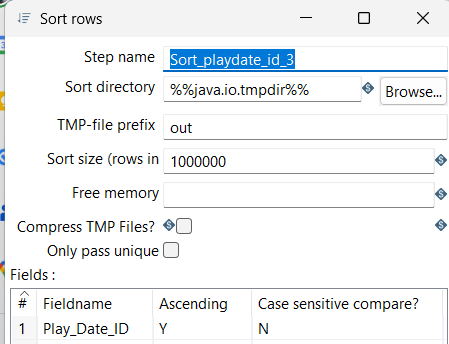 Sort rows
Step name Sort_playdate_id_3
Sort directory %%java.io.tmpdir%% Browse...
TMP-file prefix out
Sort size (rows in 1000000
Free memory
Compress TMP Files?
Only pass unique
Fields :
# Fieldname Ascending Case sensitive compare?
1 Play_Date_ID Y N